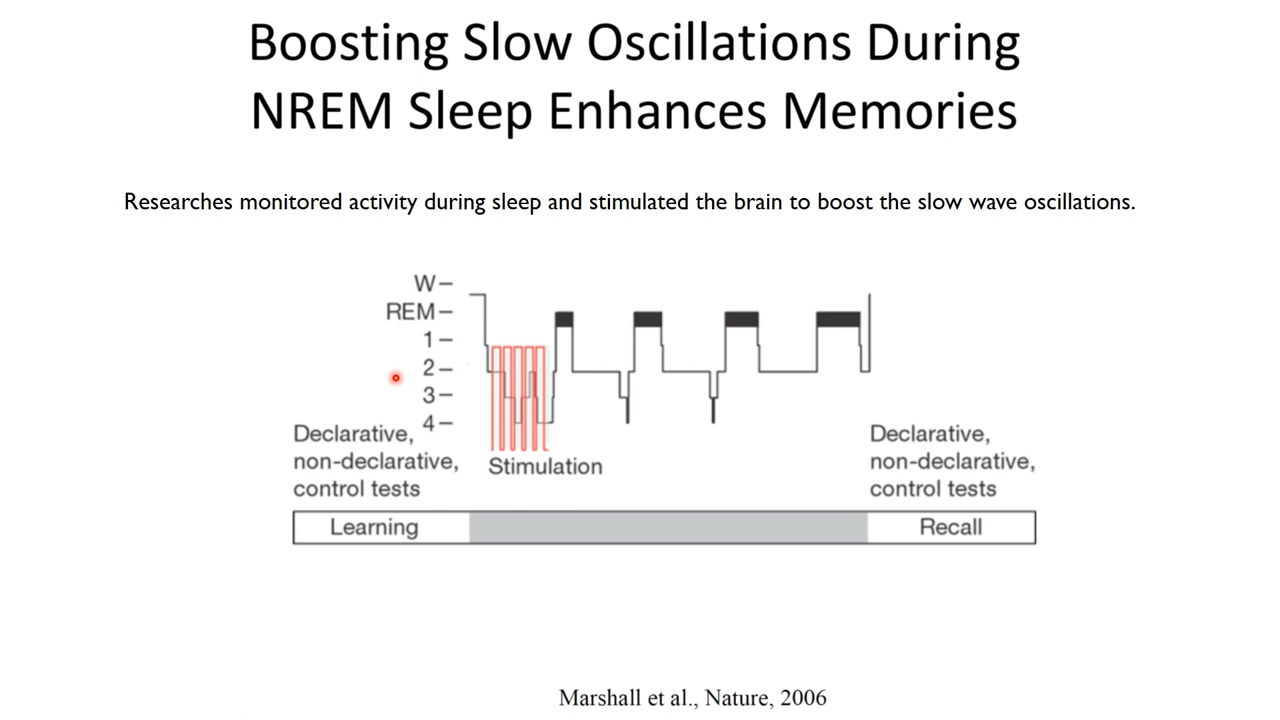 Boosting Slow Oscillations During
NREM Sleep Enhances Memories
Researches monitored activity during sleep and stimulated the brain to boost the slow wave oscillations.
W–
REM–
1–
2–
3–
4–
Declarative,
non-declarative,
control tests
Stimulation
Declarative,
non-declarative,
control tests
Learning
Recall
Marshall et al., Nature, 2006